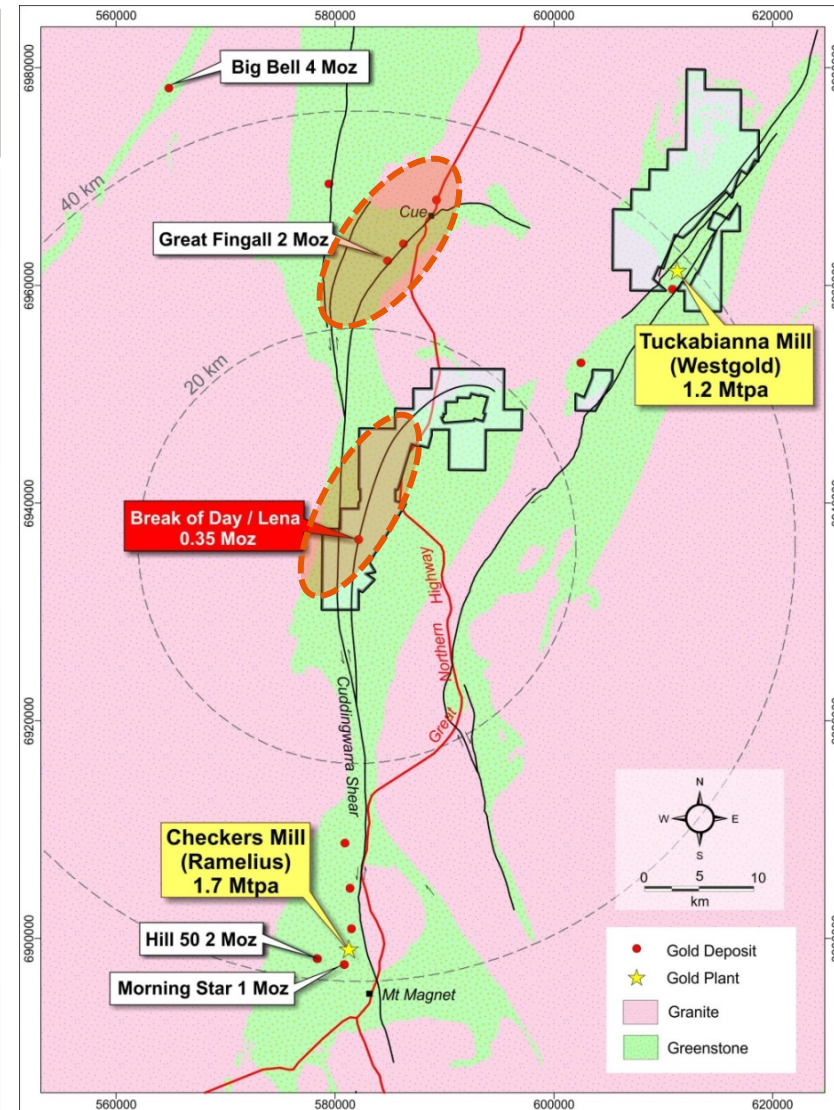 560000
580000
600000
620000
6980000
Big Bell 4 Moz
40 km
Cue
Great Fingall 2 Moz
6960000
Tuckabianna Mill
(Westgold)
1.2 Mtpa
20 km
6940000
Break of Day / Lena
0.35 Moz
Great Northern Highway
Cuddingwarra Shear
6920000
N
W
E
S
0 5 10
km
Checkers Mill
(Ramelius)
1.7 Mtpa
6900000
Hill 50 2 Moz
Morning Star 1 Moz
Mt Magnet
Gold Deposit
Gold Plant
Granite
Greenstone
560000
580000
600000
620000